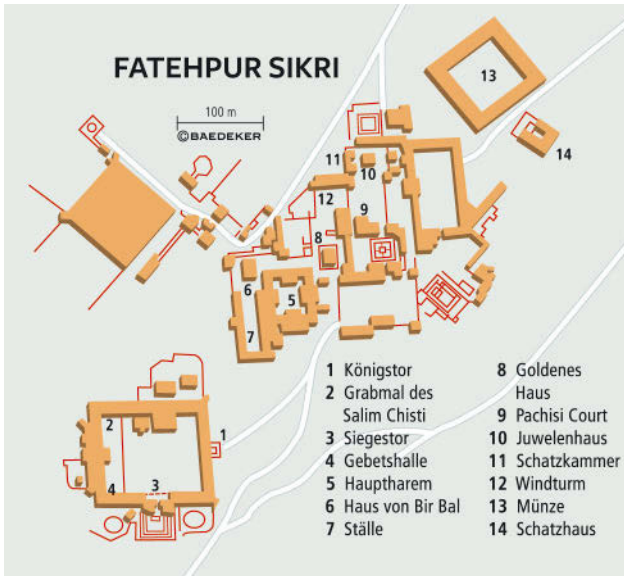 FATEHPUR SIKRI
100 m
©BAEDEKER
13
14
11
10
12
9
8
6
5
7
2
1
4
3
1 Königstor
2 Grabmal des
Salim Chisti
3 Siegestor
4 Gebetshalle
5 Hauptharem
6 Haus von Bir Bal
7 Ställe
8 Goldenes
Haus
9 Pachisi Court
10 Juwelenhaus
11 Schatzkammer
12 Windturm
13 Münze
14 Schatzhaus